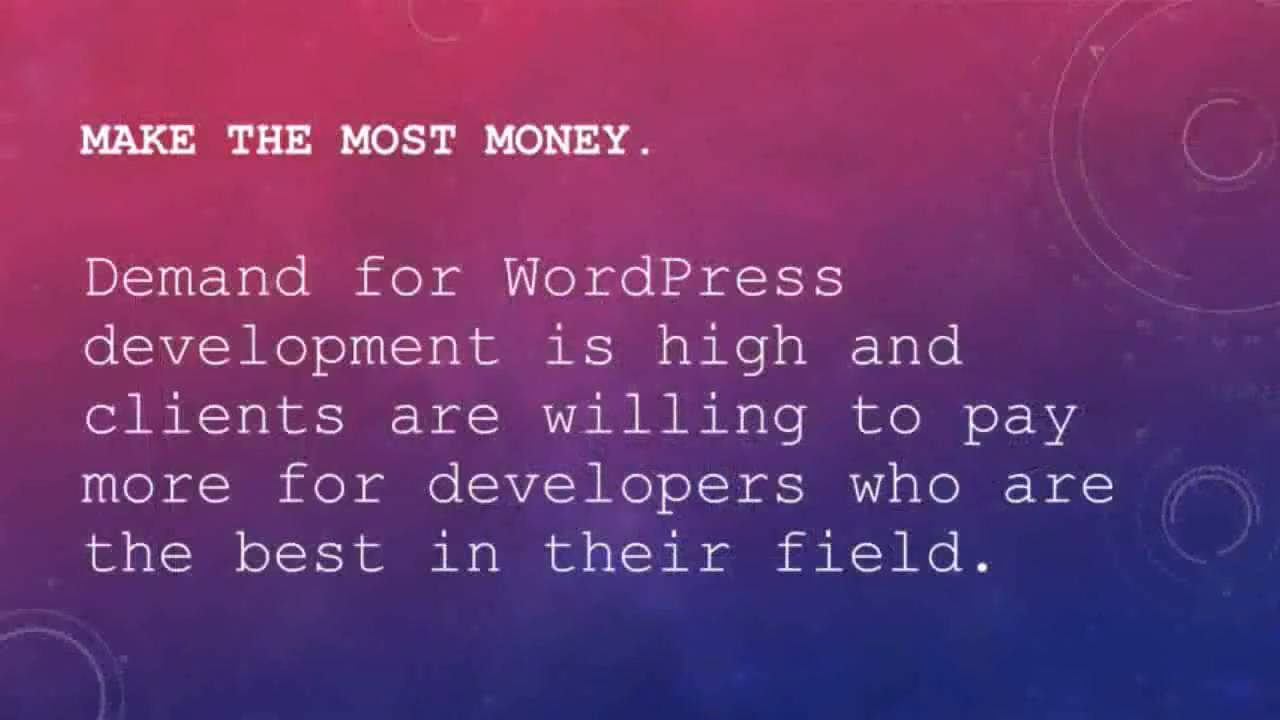 MAKE THE MOST MONEY.
Demand for WordPress
development is high and
clients are willing to pay
more for developers who are
the best in their field.